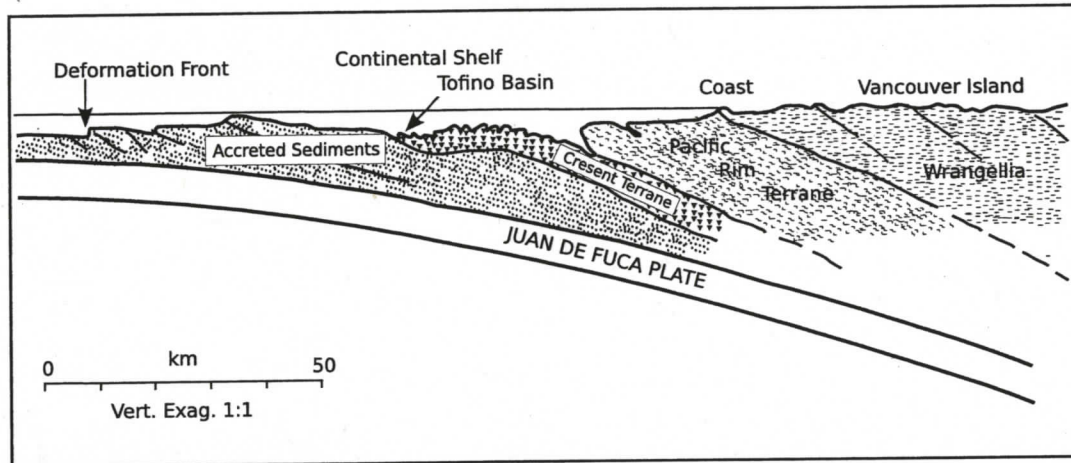 Continental Shelf
Deformation Front
Tofino Basin
Coast
Vancouver Island
Accreted Sediments
Cresent Terrane
Pacific
Rim
Terrane
Wrangellia
JUAN DE FUCA PLATE
km
0
50
Vert. Exag. 1:1